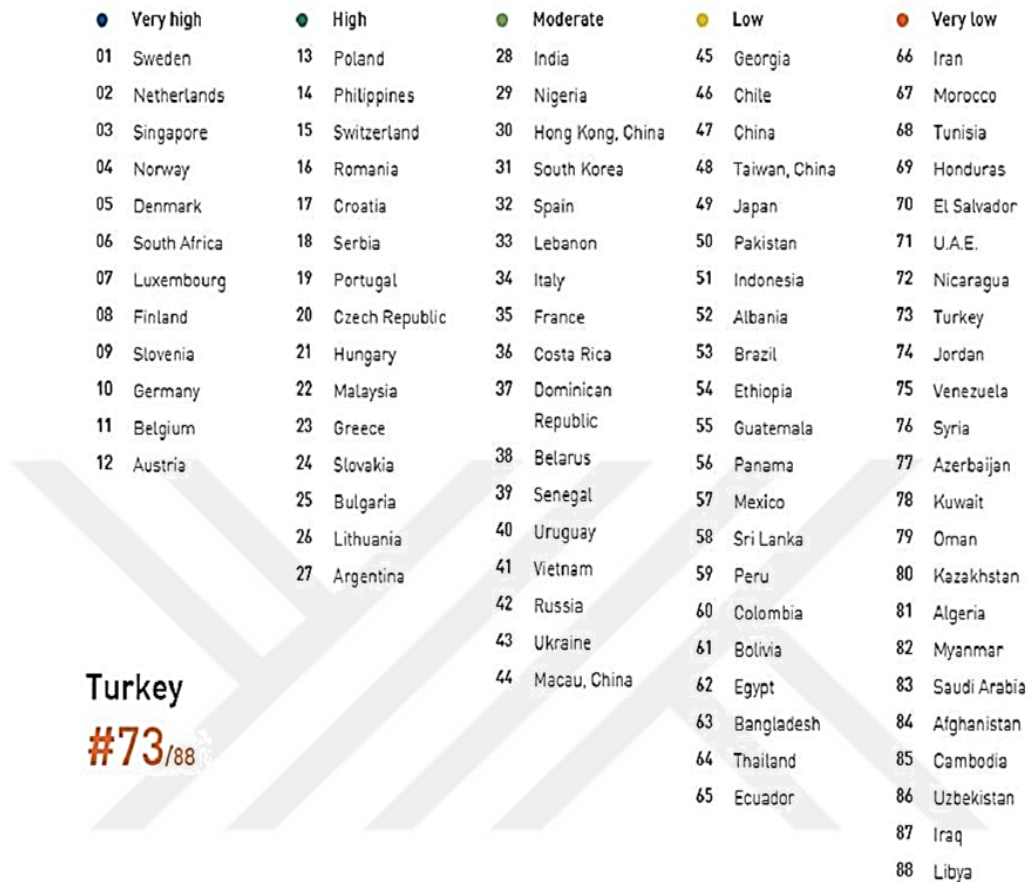 Very high
01 Sweden
02 Netherlands
03 Singapore
04 Norway
05 Denmark
06 South Africa
07 Luxembourg
08 Finland
09 Slovenia
10 Germany
11 Belgium
12 Austria
High
13 Poland
14 Philippines
15 Switzerland
16 Romania
17 Croatia
18 Serbia
19 Portugal
20 Czech Republic
21 Hungary
22 Malaysia
23 Greece
24 Slovakia
25 Bulgaria
26 Lithuania
27 Argentina
Moderate
28 India
29 Nigeria
30 Hong Kong, China
31 South Korea
32 Spain
33 Lebanon
34 Italy
35 France
36 Costa Rica
37 Dominican
Republic
38 Belarus
39 Senegal
40 Uruguay
41 Vietnam
42 Russia
43 Ukraine
44 Macau, China
Low
45 Georgia
46 Chile
47 China
48 Taiwan, China
49 Japan
50 Pakistan
51 Indonesia
52 Albania
53 Brazil
54 Ethiopia
55 Guatemala
56 Panama
57 Mexico
58 Sri Lanka
59 Peru
60 Colombia
61 Bolivia
62 Egypt
63 Bangladesh
64 Thailand
65 Ecuador
Very low
66 Iran
67 Morocco
68 Tunisia
69 Honduras
70 El Salvador
71 U.A.E.
72 Nicaragua
73 Turkey
74 Jordan
75 Venezuela
76 Syria
77 Azerbaijan
78 Kuwait
79 Oman
80 Kazakhstan
81 Algeria
82 Myanmar
83 Saudi Arabia
84 Afghanistan
85 Cambodia
86 Uzbekistan
87 Iraq
88 Libya
Turkey
#73/88